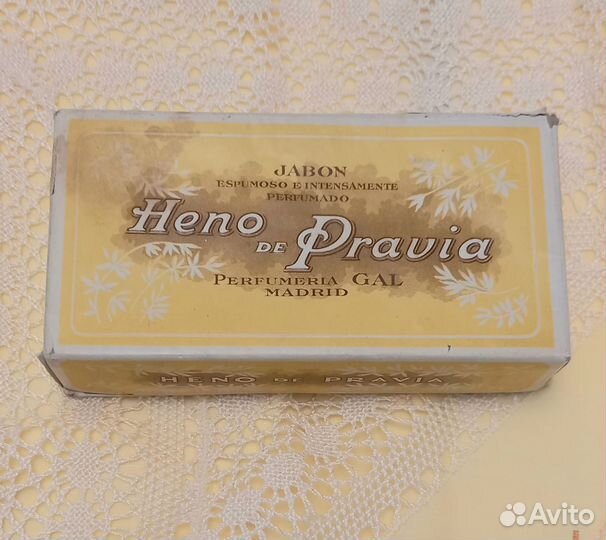 JABON
ESPUMOSO E INTENSAMENTE
PERFUMADO
Heno DE Pravia
PERFUMERIA GAL
MADRID
HENO DE PRAVIA
Avito